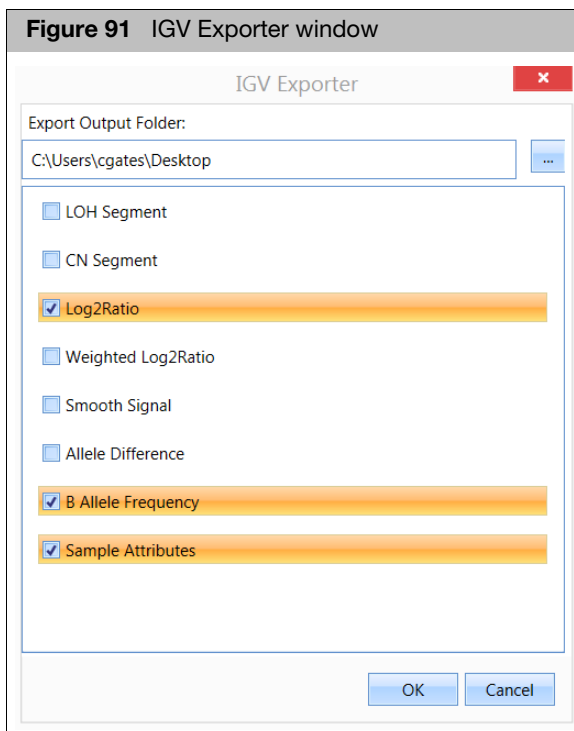 Figure 91 IGV Exporter window
IGV Exporter
Export Output Folder:
C:\Users\cgates\Desktop
...
LOH Segment
CN Segment
Log2Ratio
Weighted Log2Ratio
Smooth Signal
Allele Difference
B Allele Frequency
Sample Attributes
OK Cancel